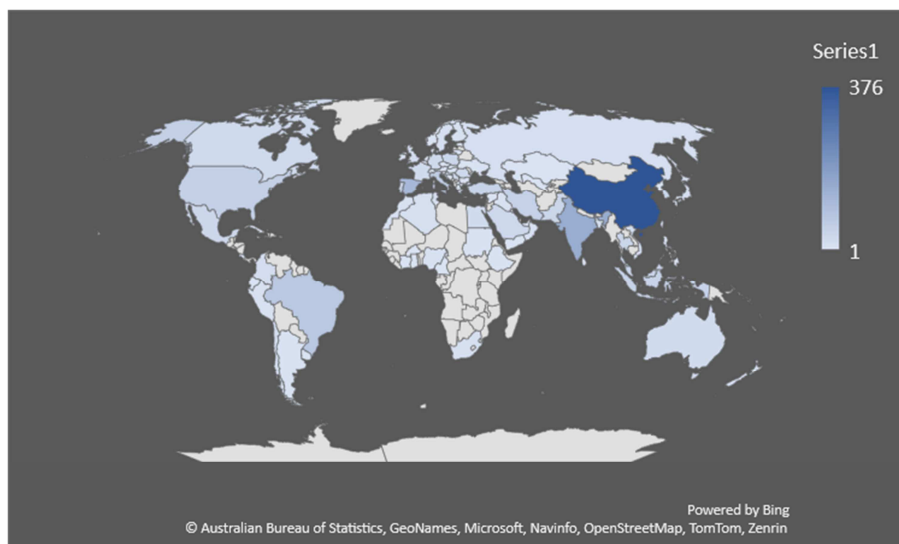 Series1
376
1
Powered by Bing
© Australian Bureau of Statistics, GeoNames, Microsoft, Navinfo, OpenStreetMap, TomTom, Zenrin